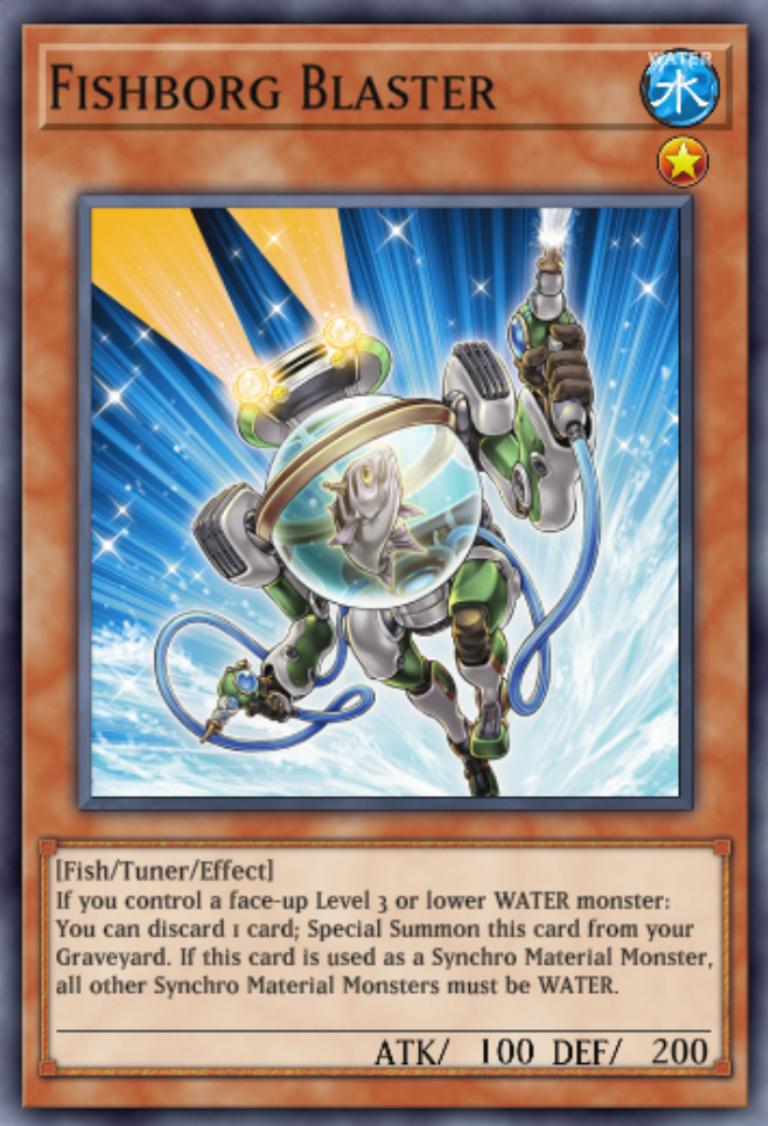 Fishborg Blaster
WATER
水
[Fish/Tuner/Effect]
If you control a face-up Level 3 or lower WATER monster:
You can discard 1 card; Special Summon this card from your
Graveyard. If this card is used as a Synchro Material Monster,
all other Synchro Material Monsters must be WATER.
ATK/ 100 DEF/ 200